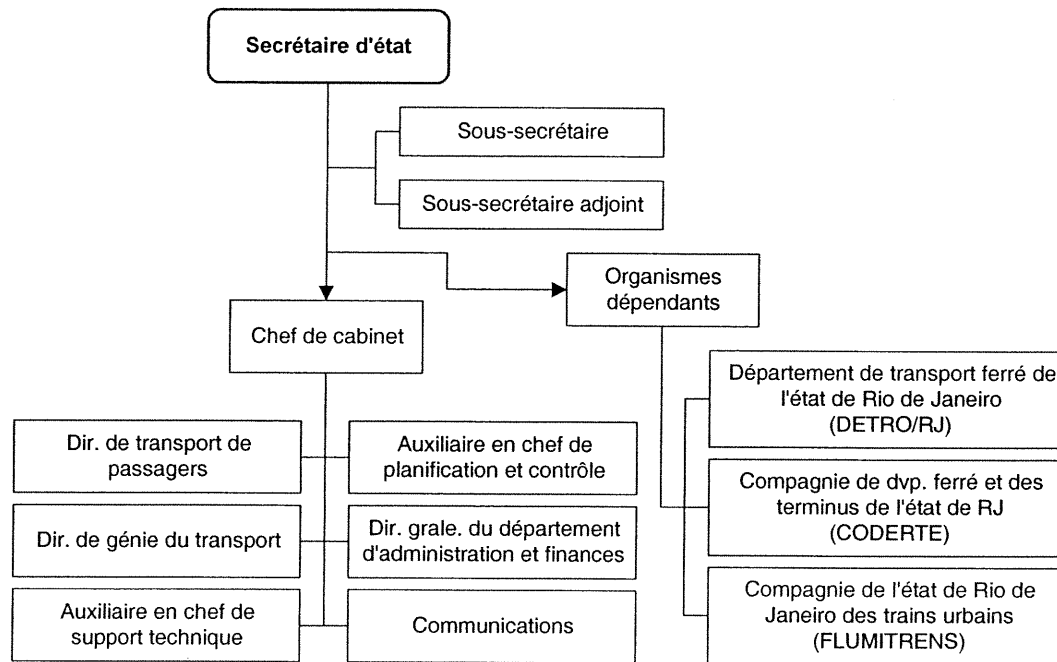 Secrétaire d'état
Sous-secrétaire
Sous-secrétaire adjoint
Organismes
dépendants
Chef de cabinet
Dir. de transport de
passagers
Auxiliaire en chef de
planification et contrôle
Dir. de génie du transport
Dir. grale. du département
d'administration et finances
Auxiliaire en chef de
support technique
Communications
Département de transport ferré de
l'état de Rio de Janeiro
(DETRO/RJ)
Compagnie de dvp. ferré et des
terminus de l'état de RJ
(CODERTE)
Compagnie de l'état de Rio de
Janeiro des trains urbains
(FLUMITRENS)